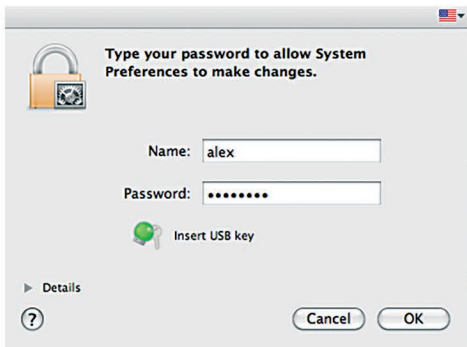 Type your password to allow System
Preferences to make changes.
Name: alex
Password: ••••••••
Insert USB key
Details
?
Cancel OK